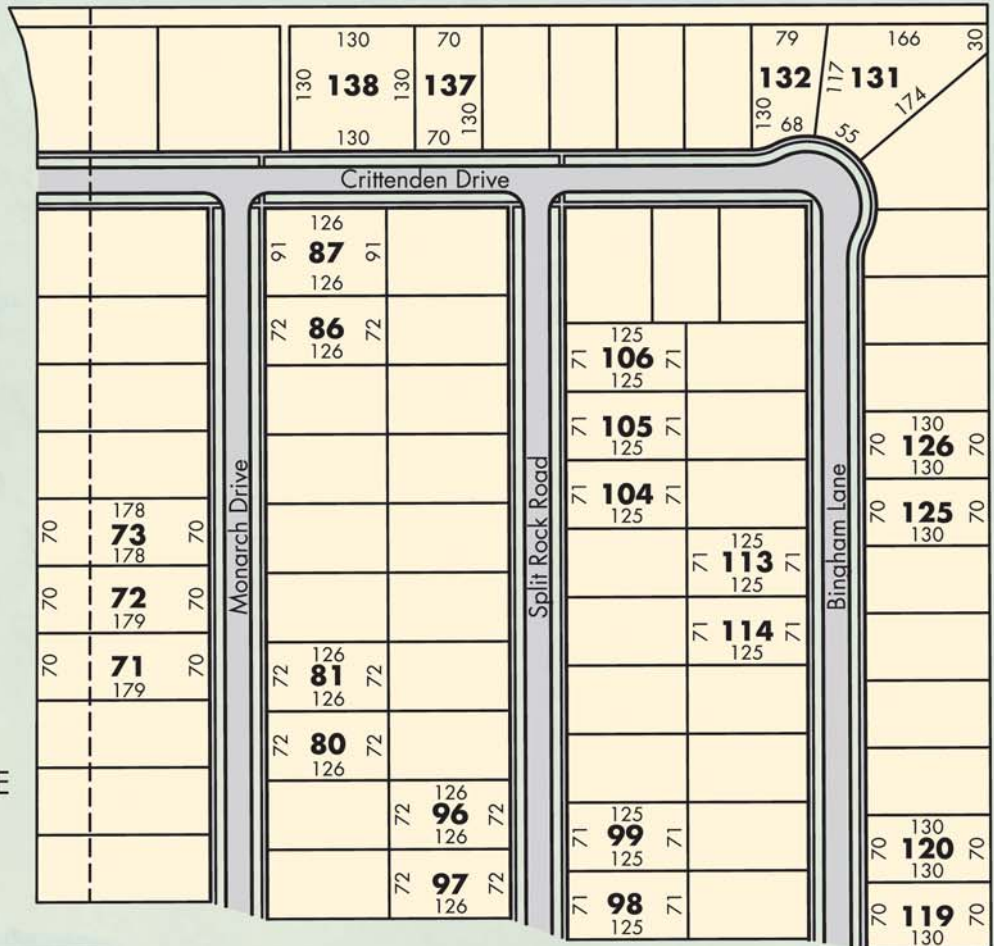 130 70 79 166 30
130 138 130 137 130 132 117 131 174
130 70 130 68 55
Crittenden Drive
126
91 87 91
126
72 86 72
126
125
71 106 71
125
71 105 71
125
71 104 71
125
130
70 126 70
130
70 125 70
130
178
70 73 70
178
70 72 70
179
70 71 70
179
Monarch Drive
Split Rock Road
Bingham Lane
125
71 113 71
125
71 114 71
125
126
72 81 72
126
72 80 72
126
126
72 96 72
126
72 97 72
126
125
71 99 71
125
71 98 71
125
130
70 120 70
130
70 119 70
130